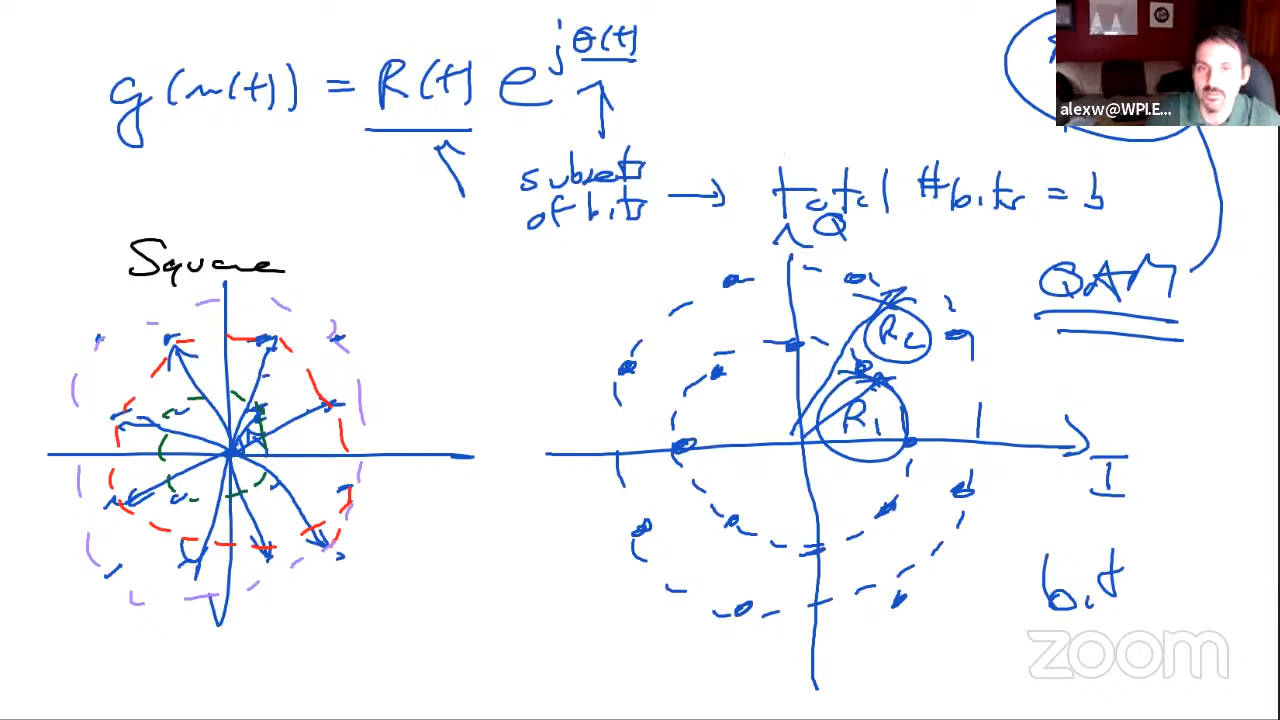 g(m(t)) = R(t) e^{jθ(t)}
alexw@WPI.E...
subset
of bits → total # bits = b
Square
Q
QAM
R2
R1
I
bit
zoom